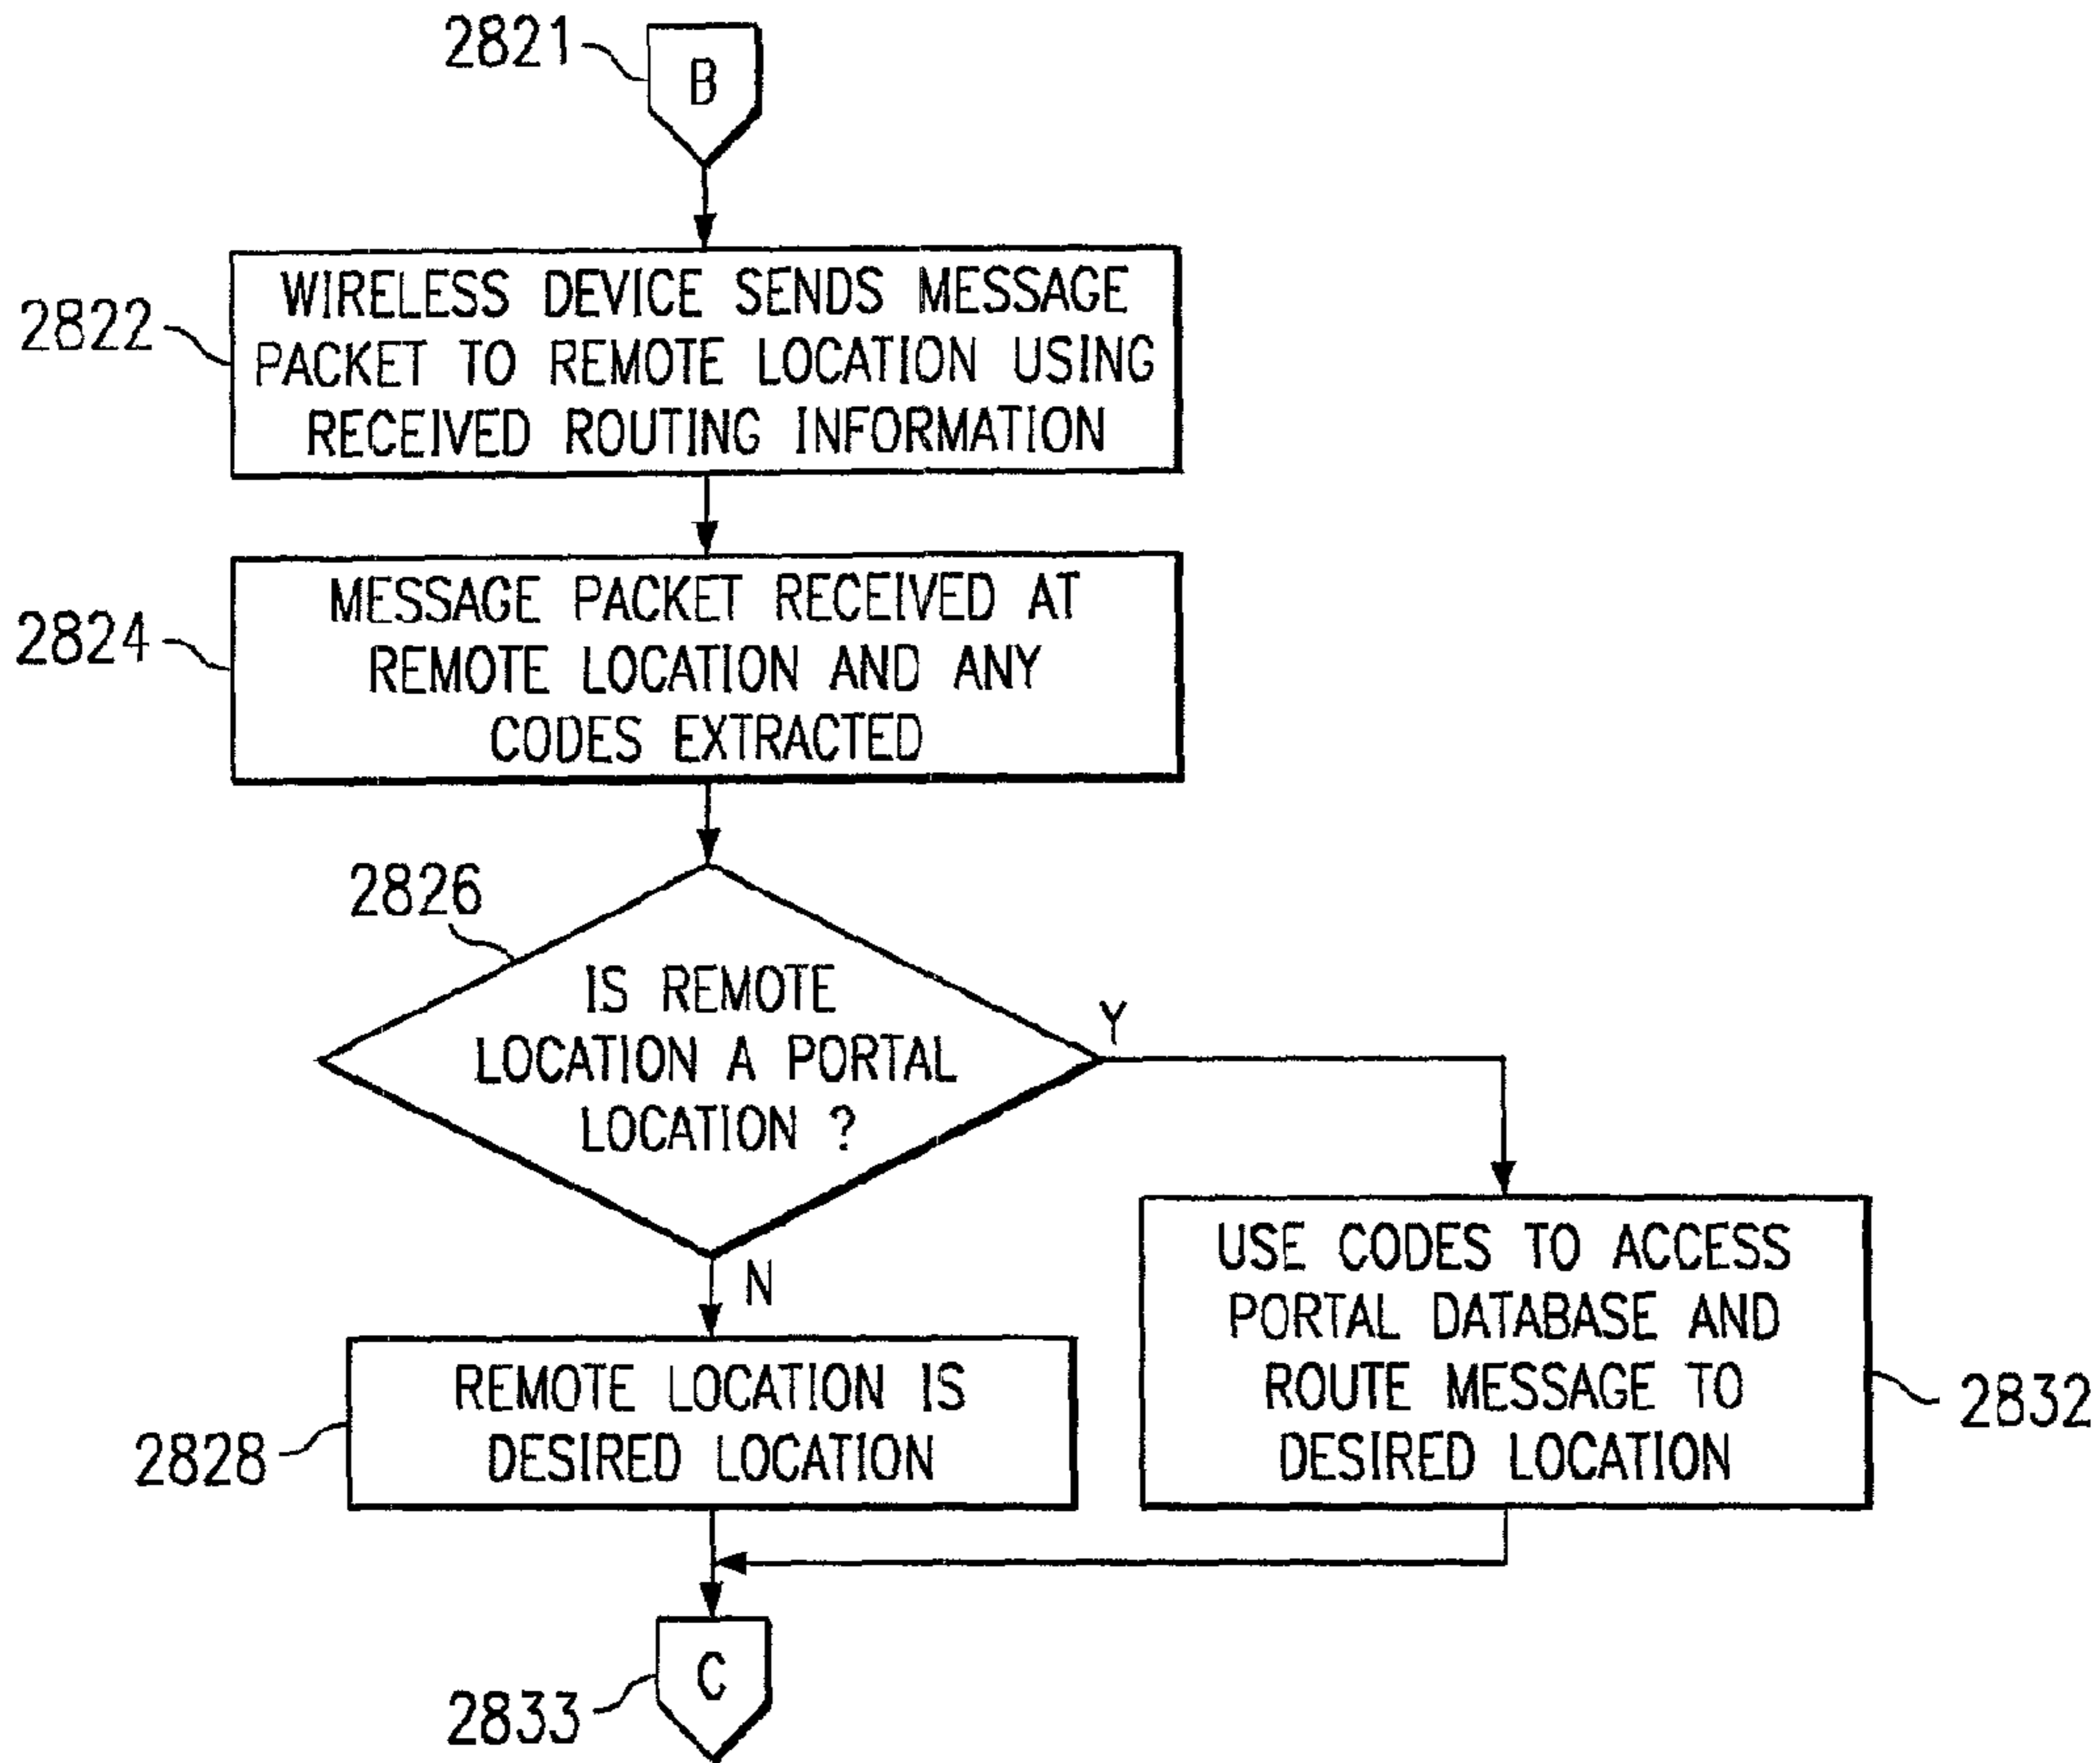 2821
B
2822
WIRELESS DEVICE SENDS MESSAGE
PACKET TO REMOTE LOCATION USING
RECEIVED ROUTING INFORMATION
2824
MESSAGE PACKET RECEIVED AT
REMOTE LOCATION AND ANY
CODES EXTRACTED
2826
IS REMOTE
LOCATION A PORTAL
LOCATION ?
Y
N
USE CODES TO ACCESS
PORTAL DATABASE AND
ROUTE MESSAGE TO
DESIRED LOCATION
2832
REMOTE LOCATION IS
DESIRED LOCATION
2828
C
2833